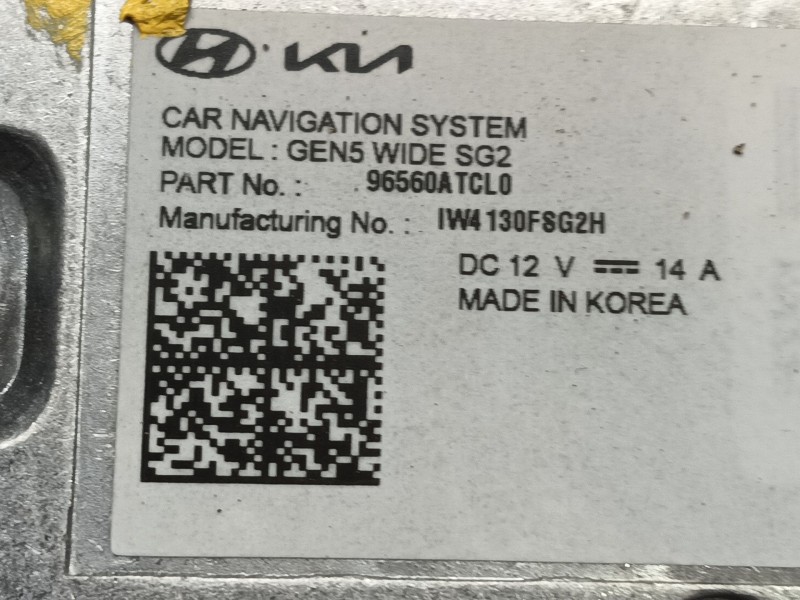 KIA
CAR NAVIGATION SYSTEM
MODEL : GEN5 WIDE SG2
PART No. : 96560ATCL0
Manufacturing No. : IW4130FSG2H
DC 12 V ⎓ 14 A
MADE IN KOREA